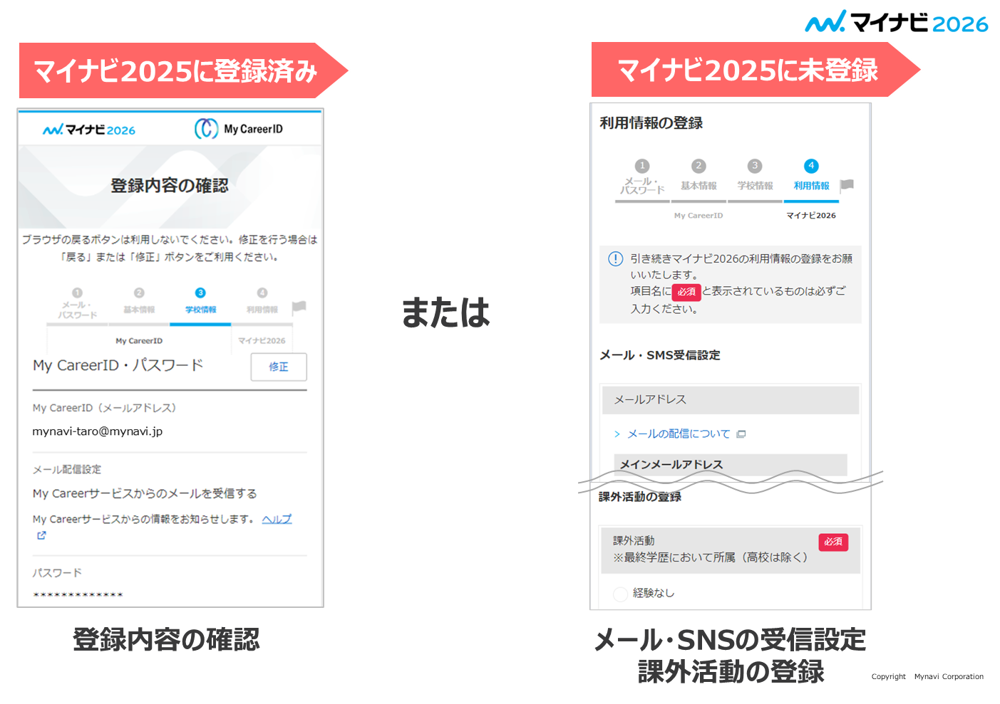 マイナビ2026
マイナビ2025に登録済み
マイナビ2026
My CareerID
登録内容の確認
ブラウザの戻るボタンは利用しないでください。修正を行う場合は
「戻る」または「修正」ボタンをご利用ください。
1
メール・
パスワード
2
基本情報
3
学校情報
4
利用情報
My CareerID
マイナビ2026
My CareerID・パスワード
修正
My CareerID（メールアドレス）
mynavi-taro@mynavi.jp
メール配信設定
My Careerサービスからのメールを受信する
My Careerサービスからの情報をお知らせします。 ヘルプ
パスワード
*************
登録内容の確認
または
マイナビ2025に未登録
利用情報の登録
1
メール・
パスワード
2
基本情報
3
学校情報
4
利用情報
My CareerID
マイナビ2026
引き続きマイナビ2026の利用情報の登録をお願
いいたします。
項目名に必須と表示されているものは必ずご
入力ください。
メール・SMS受信設定
メールアドレス
> メールの配信について
メインメールアドレス
課外活動の登録
課外活動
必須
※最終学歴において所属（高校は除く）
経験なし
メール・SNSの受信設定
課外活動の登録
Copyright Mynavi Corporation